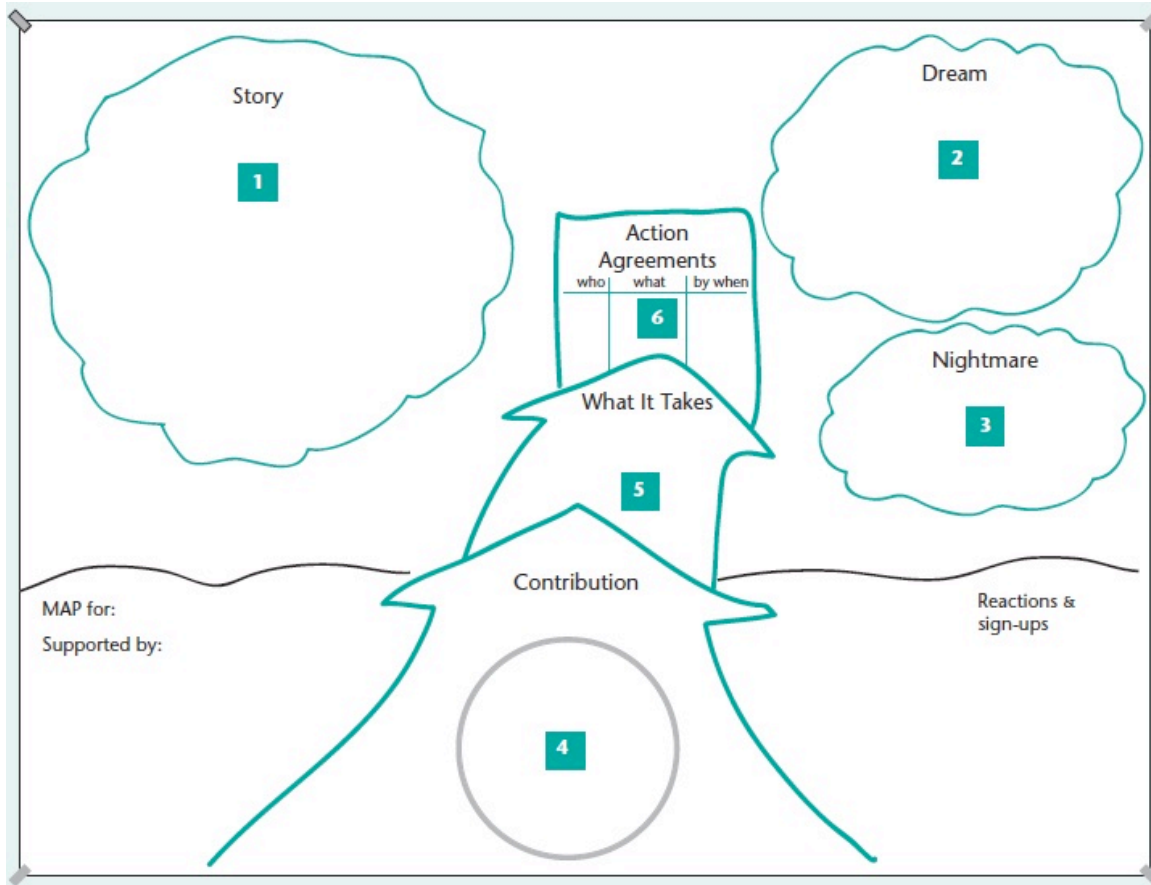 Story
1
Dream
2
Action
Agreements
who what by when
6
Nightmare
3
What It Takes
5
Contribution
4
MAP for:
Supported by:
Reactions &
sign-ups